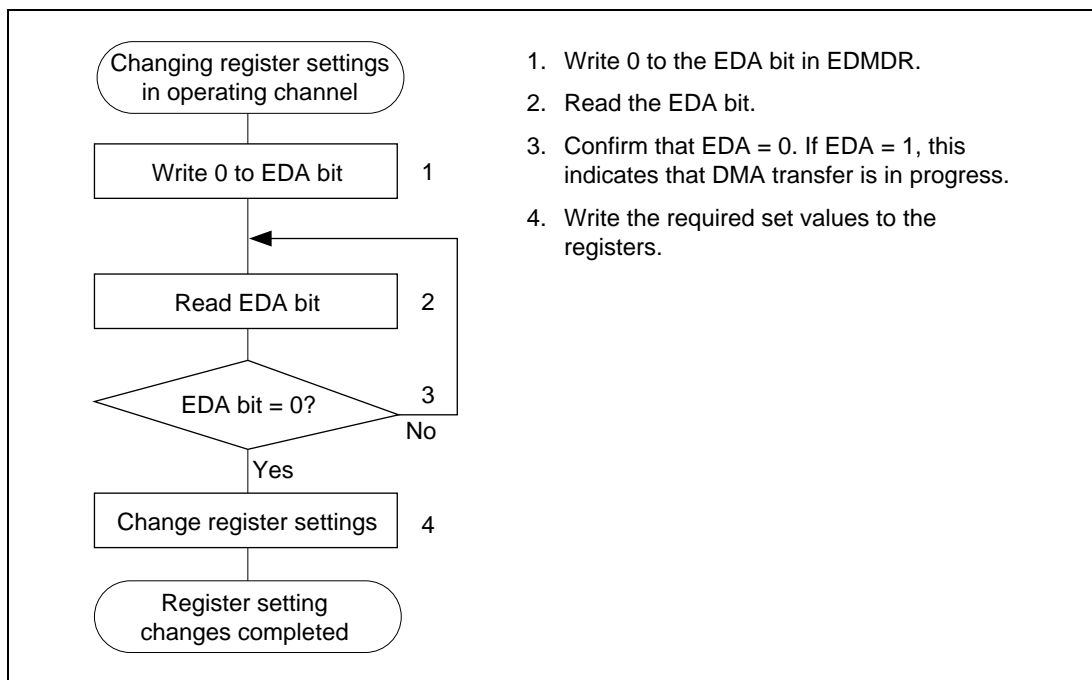 Changing register settings
in operating channel
Write 0 to EDA bit
1
Read EDA bit
2
EDA bit = 0?
3
No
Yes
Change register settings
4
Register setting
changes completed
1. Write 0 to the EDA bit in EDMDR.
2. Read the EDA bit.
3. Confirm that EDA = 0. If EDA = 1, this
indicates that DMA transfer is in progress.
4. Write the required set values to the
registers.